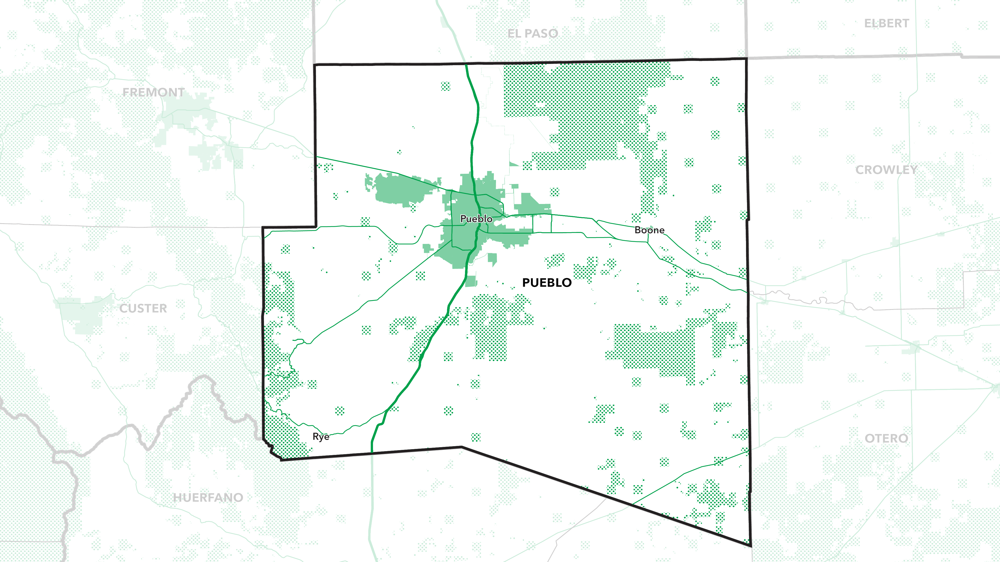 ELBERT
EL PASO
FREMONT
CROWLEY
Pueblo
Boone
PUEBLO
CUSTER
Rye
OTERO
HUERFANO